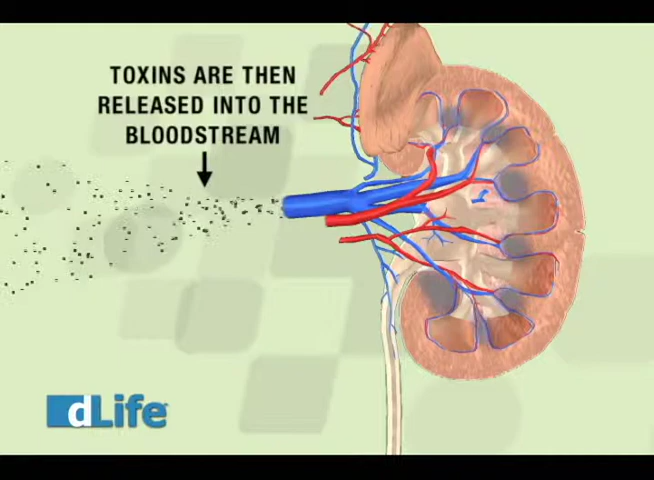 TOXINS ARE THEN
RELEASED INTO THE
BLOODSTREAM
dLife